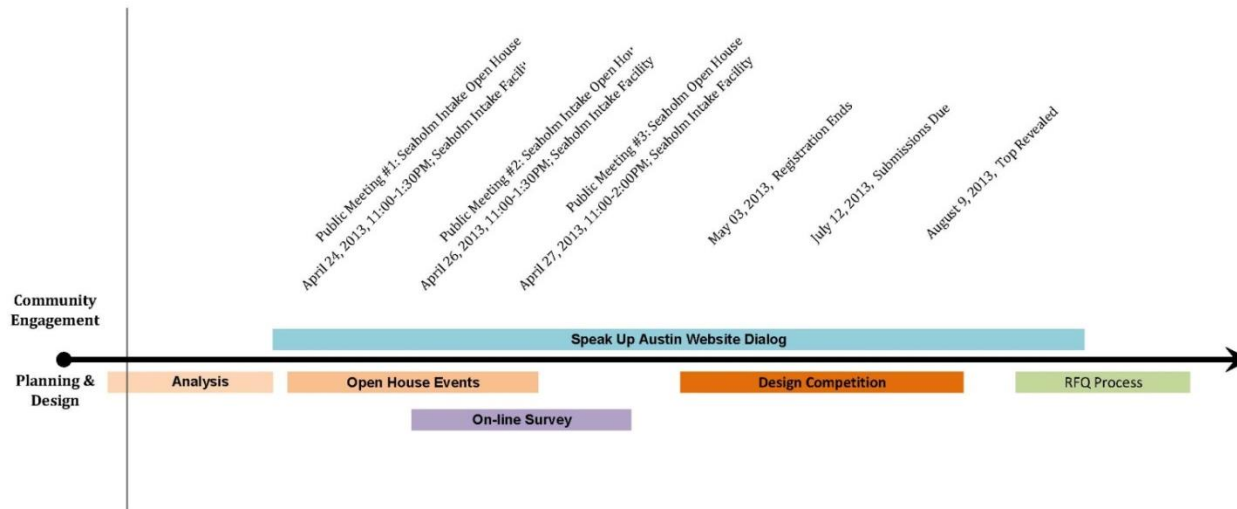 Public Meeting #1: Seaholm Intake Open House
April 24, 2013, 11:00-1:30PM; Seaholm Intake Facili
Public Meeting #2: Seaholm Intake Open Hou
April 26, 2013, 11:00-1:30PM; Seaholm Intake Facility
Public Meeting #3: Seaholm Open House
April 27, 2013, 11:00-2:00PM; Seaholm Intake Facility
May 03, 2013, Registration Ends
July 12, 2013, Submissions Due
August 9, 2013, Top Revealed
Community
Engagement
Speak Up Austin Website Dialog
Planning &
Design
Analysis
Open House Events
Design Competition
RFQ Process
On-line Survey